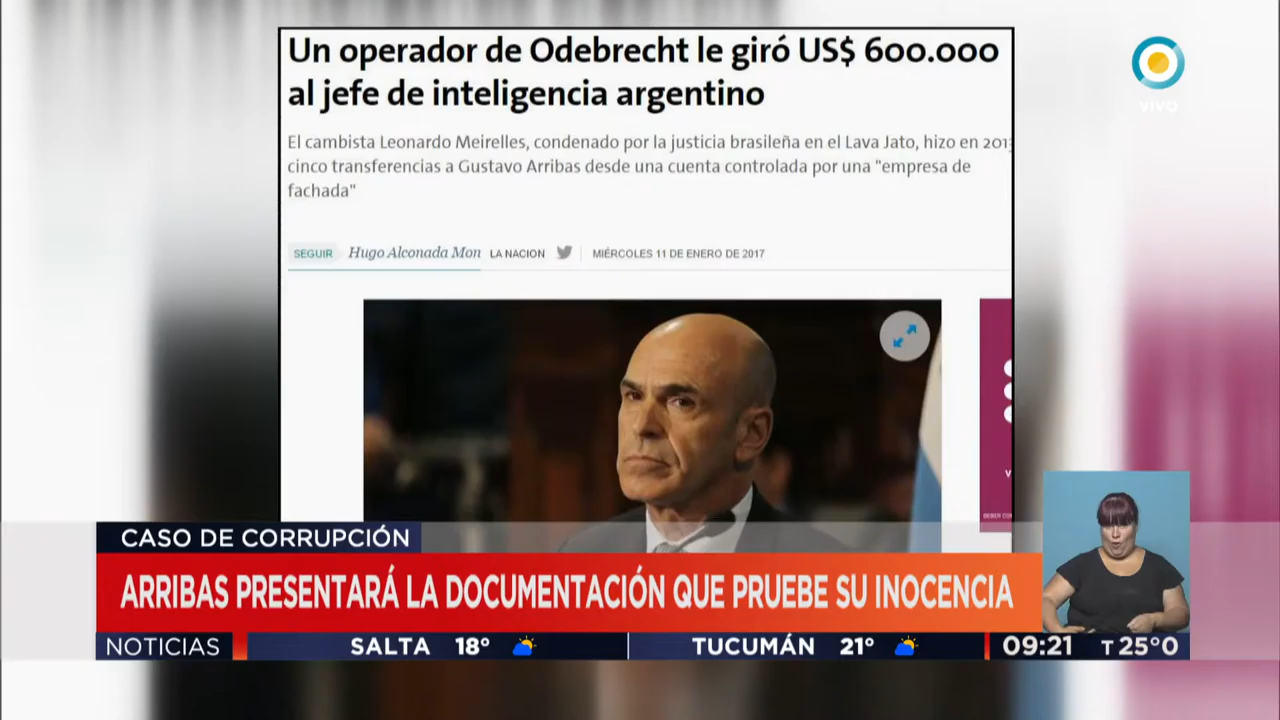 Un operador de Odebrecht le giró US$ 600.000
al jefe de inteligencia argentino
VIVO
El cambista Leonardo Meirelles, condenado por la justicia brasileña en el Lava Jato, hizo en 2013
cinco transferencias a Gustavo Arribas desde una cuenta controlada por una "empresa de
fachada"
SEGUIR Hugo Alconada Mon LA NACION MIÉRCOLES 11 DE ENERO DE 2017
CASO DE CORRUPCIÓN
ARRIBAS PRESENTARÁ LA DOCUMENTACIÓN QUE PRUEBE SU INOCENCIA
NOTICIAS SALTA 18° TUCUMÁN 21° 09:21 T 25°0